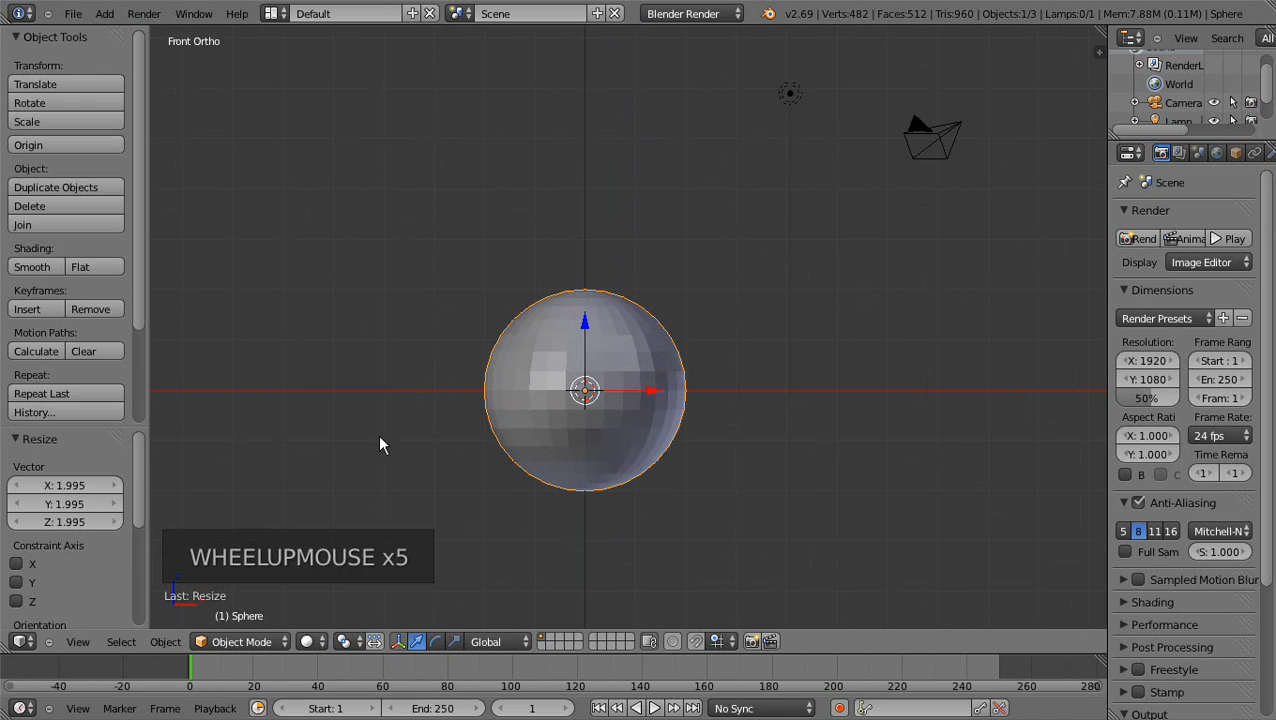 File Render Window Help Default Scene Blender Render v2.69 | Verts:482 | Faces:512 | Tris:960 | Objects:1/3 | Lamps:0/1 | Mem:7.88M (0.11M) | Sphere
Object Tools
Transform:
Translate
Rotate
Scale
Origin
Object:
Duplicate Objects
Delete
Join
Shading:
Smooth Flat
Keyframes:
Insert Remove
Motion Paths:
Calculate Clear
Repeat:
Repeat Last
History...
Resize
Vector
X: 1.995
Y: 1.995
Z: 1.995
Constraint Axis
X
Y
Z
Orientation
Front Ortho
WHEELUPMOUSE x5
Last: Resize
(1) Sphere
View Select Object Object Mode Global
-40 -20 0 20 40 60 80 100 120 140 160 180 200 220 240 260 280
View Marker Frame Playback Start: 1 End: 250 1 No Sync
View Search All
RenderL
World
Camera
Lamp
Scene
Render
Rend Anima Play
Display Image Editor
Dimensions
Render Presets
Resolution: Frame Rang
X: 1920 Start : 1
Y: 1080 En: 250
50% Fram: 1
Aspect Rati Frame Rate:
X: 1.000 24 fps
Y: 1.000 Time Rema
B C 1 1
Anti-Aliasing
5 8 11 16 Mitchell-N
Full Sam S: 1.000
Sampled Motion Blur
Shading
Performance
Post Processing
Freestyle
Stamp
Output